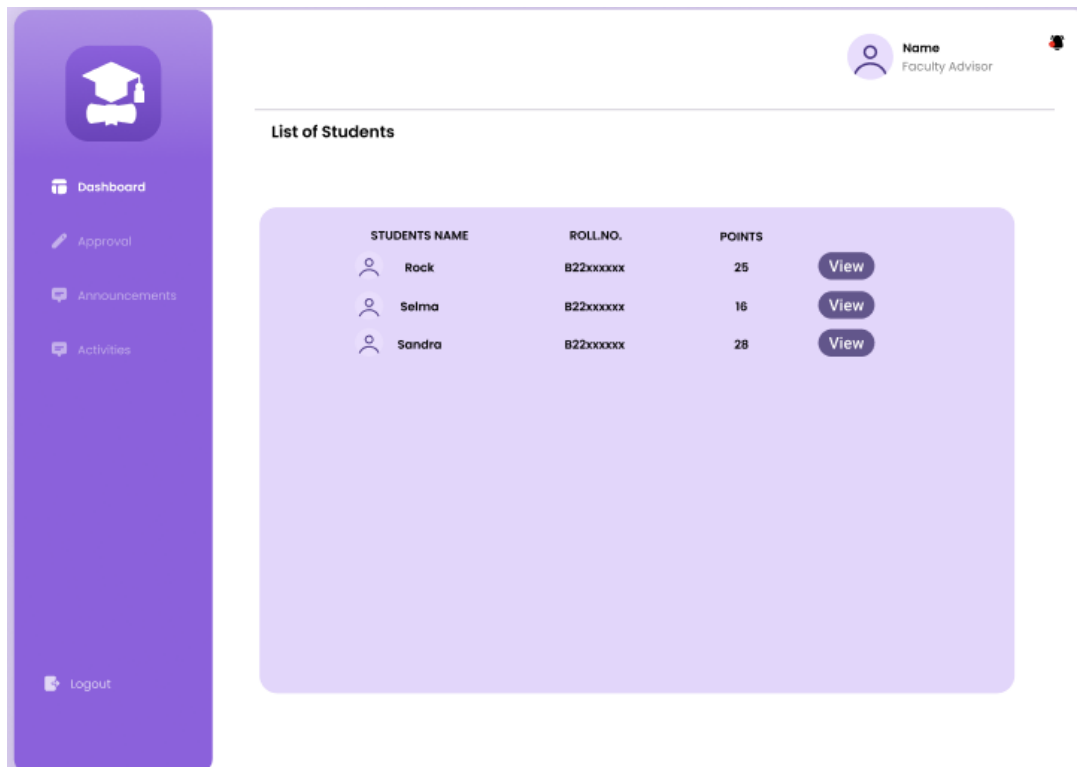 Name
Faculty Advisor
List of Students
Dashboard
Approval
Announcements
Activities
Logout
STUDENTS NAME ROLL.NO. POINTS
Rock B22xxxxxx 25 View
Selma B22xxxxxx 16 View
Sandra B22xxxxxx 28 View